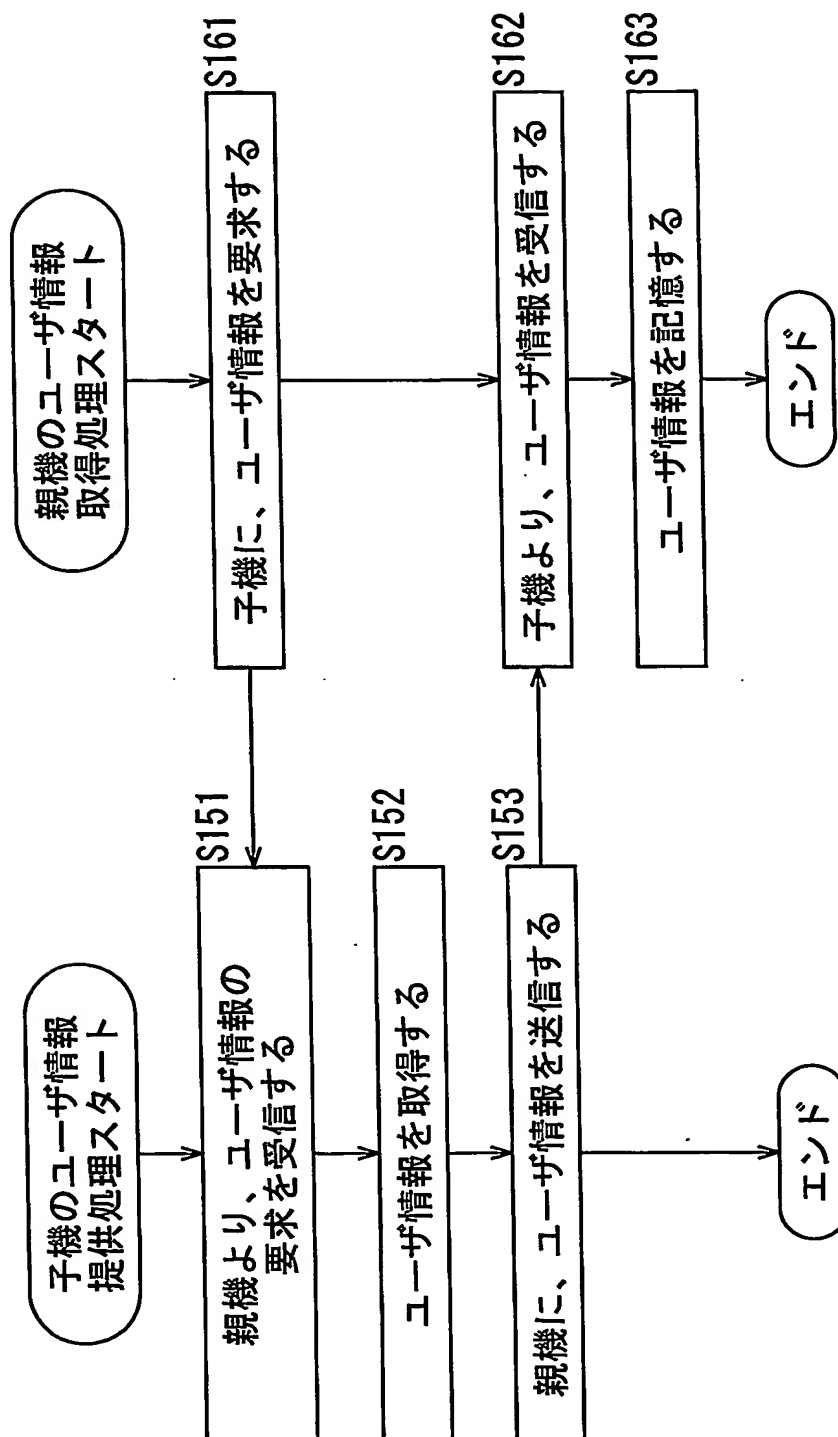 子機のユーザ情報
提供処理スタート
親機より、ユーザ情報の
要求を受信する
S151
ユーザ情報を取得する
S152
親機に、ユーザ情報を送信する
S153
エンド
親機のユーザ情報
取得処理スタート
子機に、ユーザ情報を要求する
S161
子機より、ユーザ情報を受信する
S162
ユーザ情報を記憶する
S163
エンド